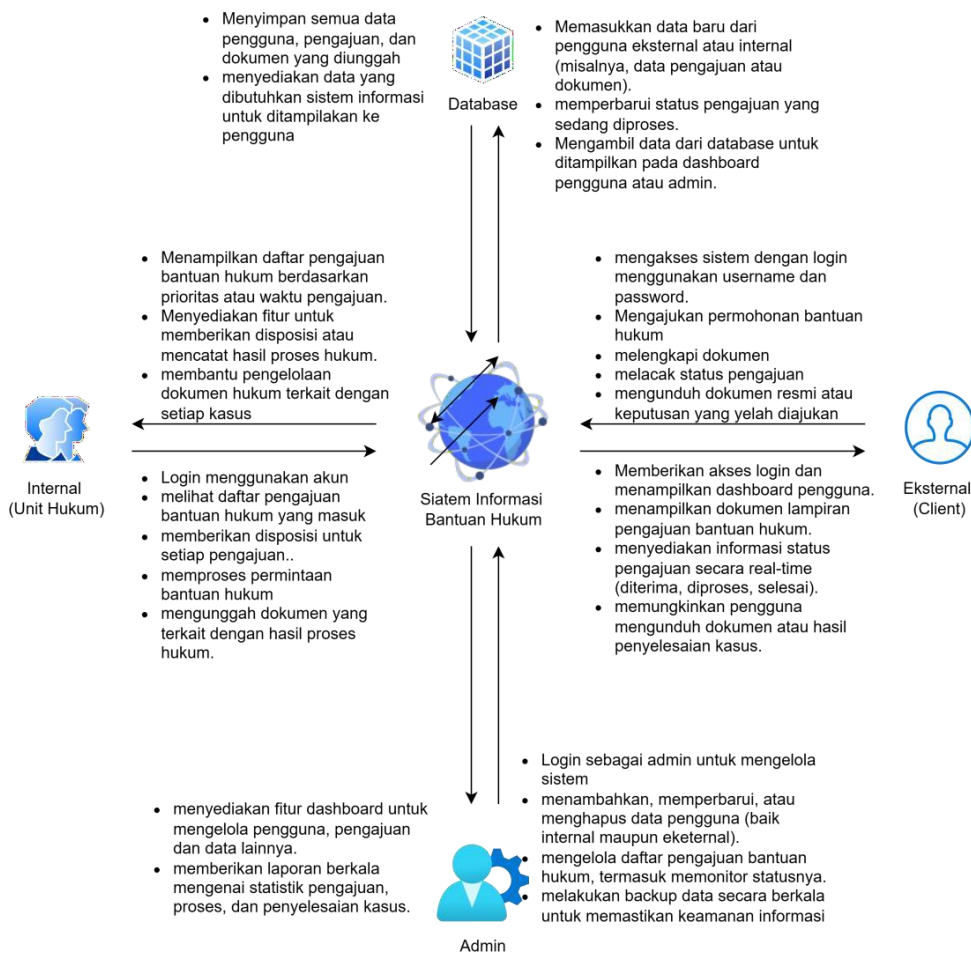 • Menyimpan semua data
pengguna, pengajuan, dan
dokumen yang diunggah
• menyediakan data yang
dibutuhkan sistem informasi
untuk ditampilakan ke
pengguna
Database
• Memasukkan data baru dari
pengguna eksternal atau internal
(misalnya, data pengajuan atau
dokumen).
• memperbarui status pengajuan yang
sedang diproses.
• Mengambil data dari database untuk
ditampilkan pada dashboard
pengguna atau admin.
• Menampilkan daftar pengajuan
bantuan hukum berdasarkan
prioritas atau waktu pengajuan.
• Menyediakan fitur untuk
memberikan disposisi atau
mencatat hasil proses hukum.
• membantu pengelolaan
dokumen hukum terkait dengan
setiap kasus
• mengakses sistem dengan login
menggunakan username dan
password.
• Mengajukan permohonan bantuan
hukum
• melengkapi dokumen
• melacak status pengajuan
• mengunduh dokumen resmi atau
keputusan yang yelah diajukan
Internal
(Unit Hukum)
• Login menggunakan akun
• melihat daftar pengajuan
bantuan hukum yang masuk
• memberikan disposisi untuk
setiap pengajuan..
• memproses permintaan
bantuan hukum
• mengunggah dokumen yang
terkait dengan hasil proses
hukum.
Siatem Informasi
Bantuan Hukum
• Memberikan akses login dan
menampilkan dashboard pengguna.
• menampilkan dokumen lampiran
pengajuan bantuan hukum.
• menyediakan informasi status
pengajuan secara real-time
(diterima, diproses, selesai).
• memungkinkan pengguna
mengunduh dokumen atau hasil
penyelesaian kasus.
Eksternal
(Client)
• menyediakan fitur dashboard untuk
mengelola pengguna, pengajuan
dan data lainnya.
• memberikan laporan berkala
mengenai statistik pengajuan,
proses, dan penyelesaian kasus.
• Login sebagai admin untuk mengelola
sistem
• menambahkan, memperbarui, atau
menghapus data pengguna (baik
internal maupun eketernal).
• mengelola daftar pengajuan bantuan
hukum, termasuk memonitor statusnya.
• melakukan backup data secara berkala
untuk memastikan keamanan informasi
Admin